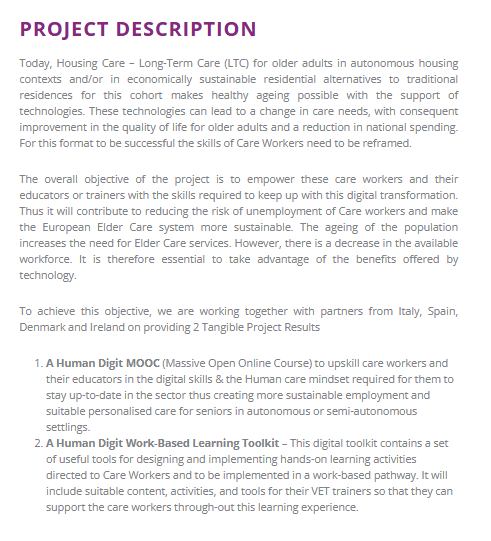 PROJECT DESCRIPTION
Today, Housing Care – Long-Term Care (LTC) for older adults in autonomous housing
contexts and/or in economically sustainable residential alternatives to traditional
residences for this cohort makes healthy ageing possible with the support of
technologies. These technologies can lead to a change in care needs, with consequent
improvement in the quality of life for older adults and a reduction in national spending.
For this format to be successful the skills of Care Workers need to be reframed.
The overall objective of the project is to empower these care workers and their
educators or trainers with the skills required to keep up with this digital transformation.
Thus it will contribute to reducing the risk of unemployment of Care workers and make
the European Elder Care system more sustainable. The ageing of the population
increases the need for Elder Care services. However, there is a decrease in the available
workforce. It is therefore essential to take advantage of the benefits offered by
technology.
To achieve this objective, we are working together with partners from Italy, Spain,
Denmark and Ireland on providing 2 Tangible Project Results
1. A Human Digit MOOC (Massive Open Online Course) to upskill care workers and
their educators in the digital skills & the Human care mindset required for them to
stay up-to-date in the sector thus creating more sustainable employment and
suitable personalised care for seniors in autonomous or semi-autonomous
settlings.
2. A Human Digit Work-Based Learning Toolkit – This digital toolkit contains a set
of useful tools for designing and implementing hands-on learning activities
directed to Care Workers and to be implemented in a work-based pathway. It will
include suitable content, activities, and tools for their VET trainers so that they can
support the care workers through-out this learning experience.